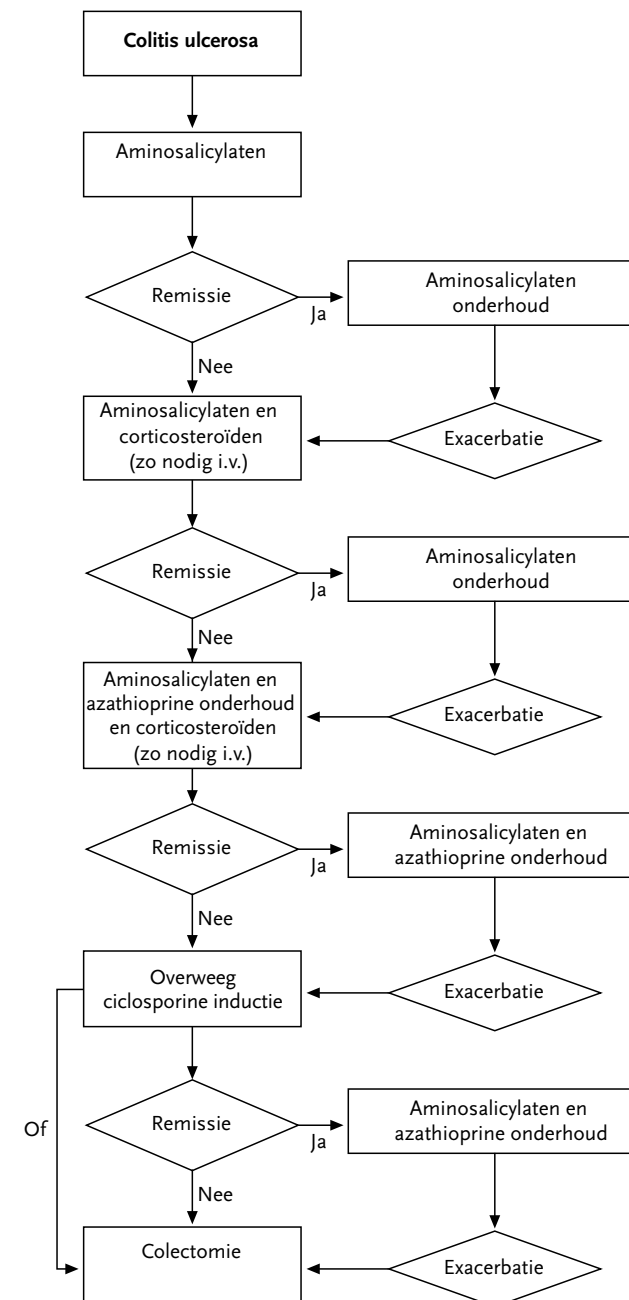 Colitis ulcerosa
Aminosalicylaten
Remissie
Ja
Aminosalicylaten
onderhoud
Nee
Aminosalicylaten en
corticosteroïden
(zo nodig i.v.)
Exacerbatie
Remissie
Ja
Aminosalicylaten
onderhoud
Nee
Aminosalicylaten en
azathioprine onderhoud
en corticosteroïden
(zo nodig i.v.)
Exacerbatie
Remissie
Ja
Aminosalicylaten en
azathioprine onderhoud
Nee
Overweeg
ciclosporine inductie
Exacerbatie
Of
Remissie
Ja
Aminosalicylaten en
azathioprine onderhoud
Nee
Colectomie
Exacerbatie